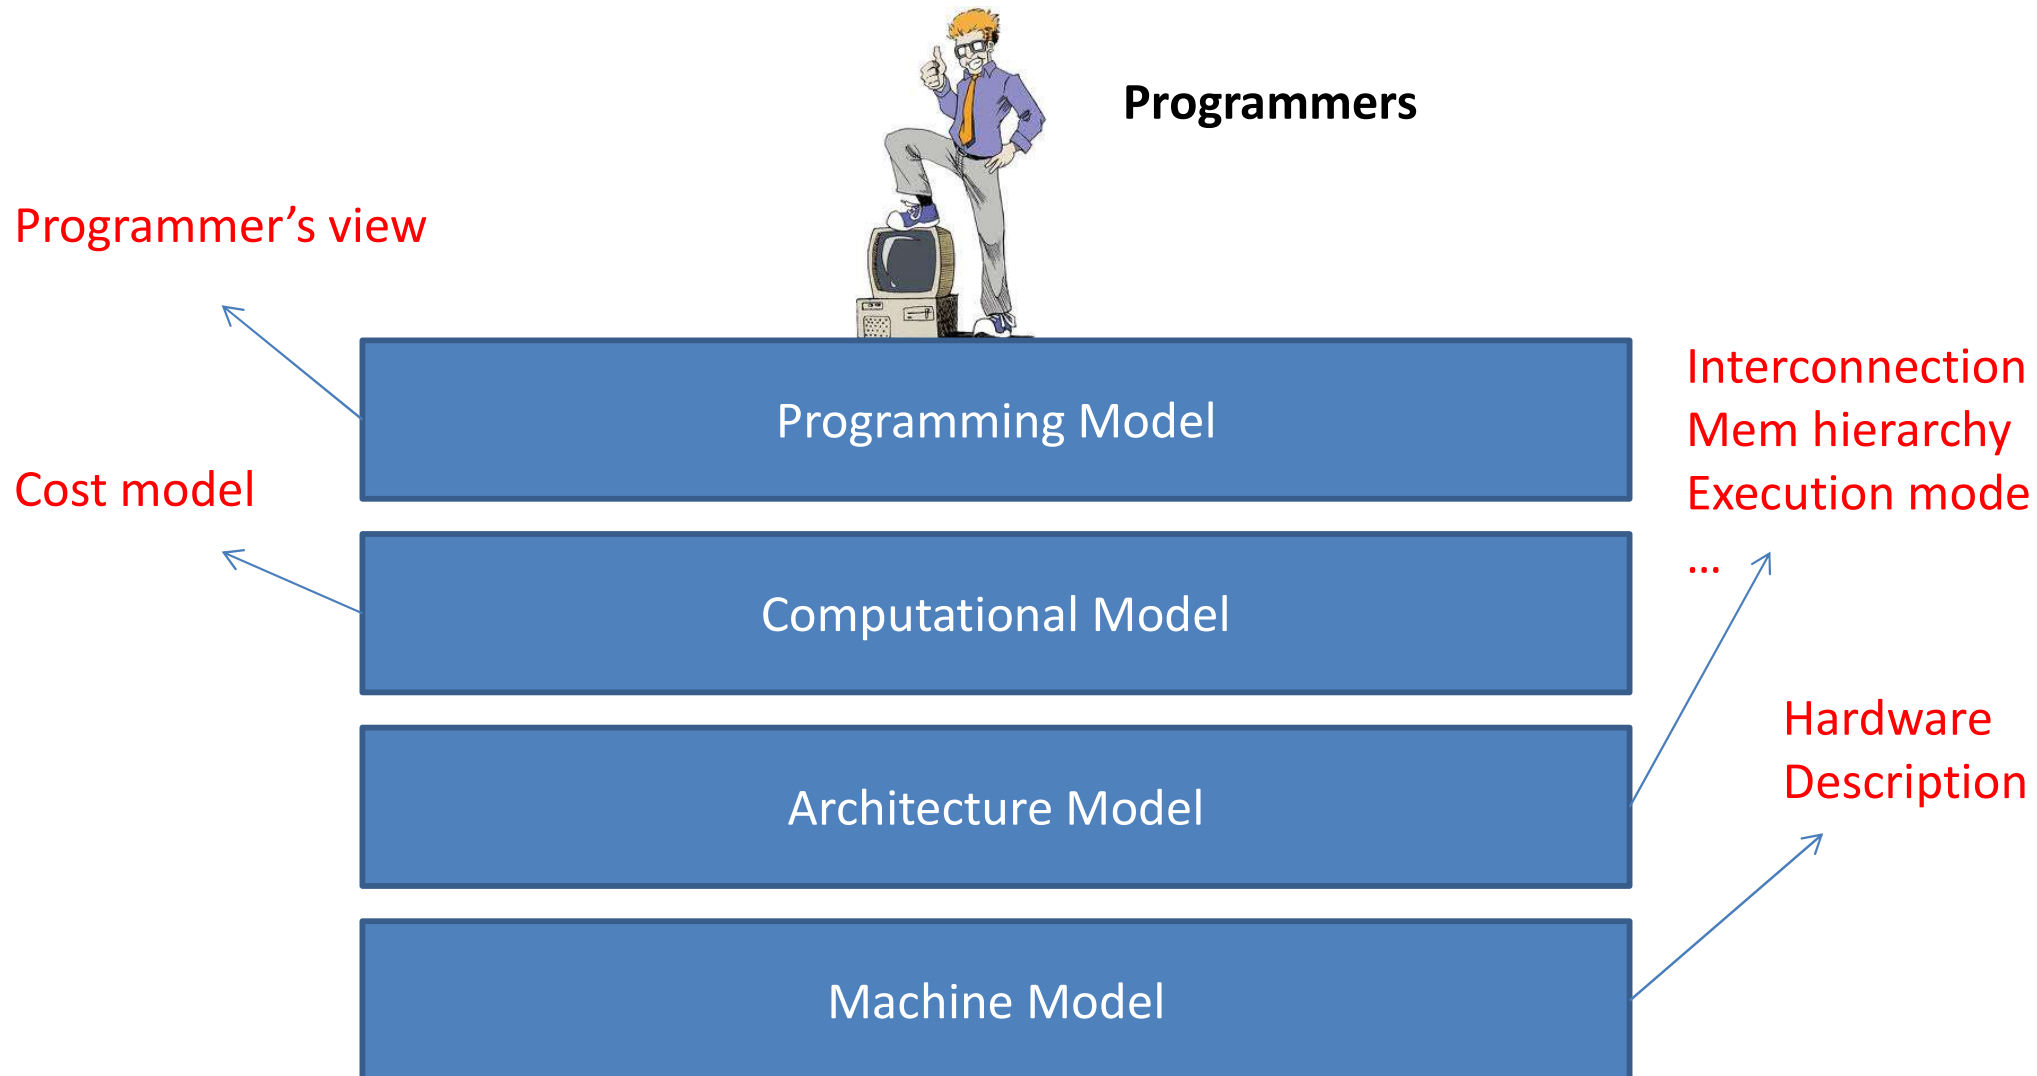 Programmers
Programmer’s view
Programming Model
Interconnection
Mem hierarchy
Execution mode
...
Cost model
Computational Model
Architecture Model
Hardware
Description
Machine Model